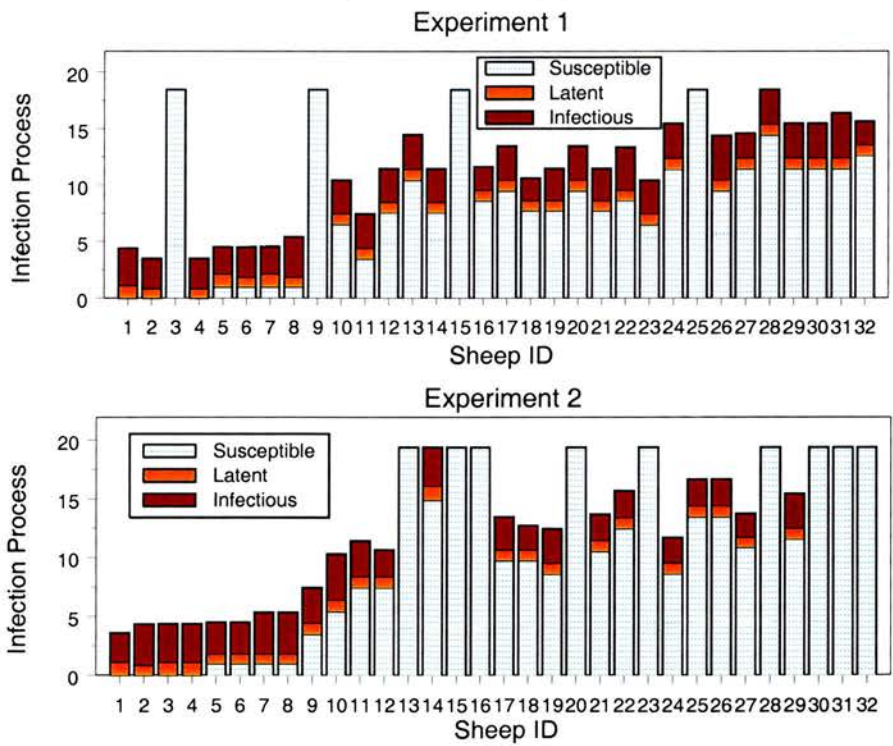 Experiment 1
Infection Process
20
15
10
5
0
Susceptible
Latent
Infectious
1 2 3 4 5 6 7 8 9 10 11 12 13 14 15 16 17 18 19 20 21 22 23 24 25 26 27 28 29 30 31 32
Sheep ID
Experiment 2
Infection Process
20
15
10
5
0
Susceptible
Latent
Infectious
1 2 3 4 5 6 7 8 9 10 11 12 13 14 15 16 17 18 19 20 21 22 23 24 25 26 27 28 29 30 31 32
Sheep ID